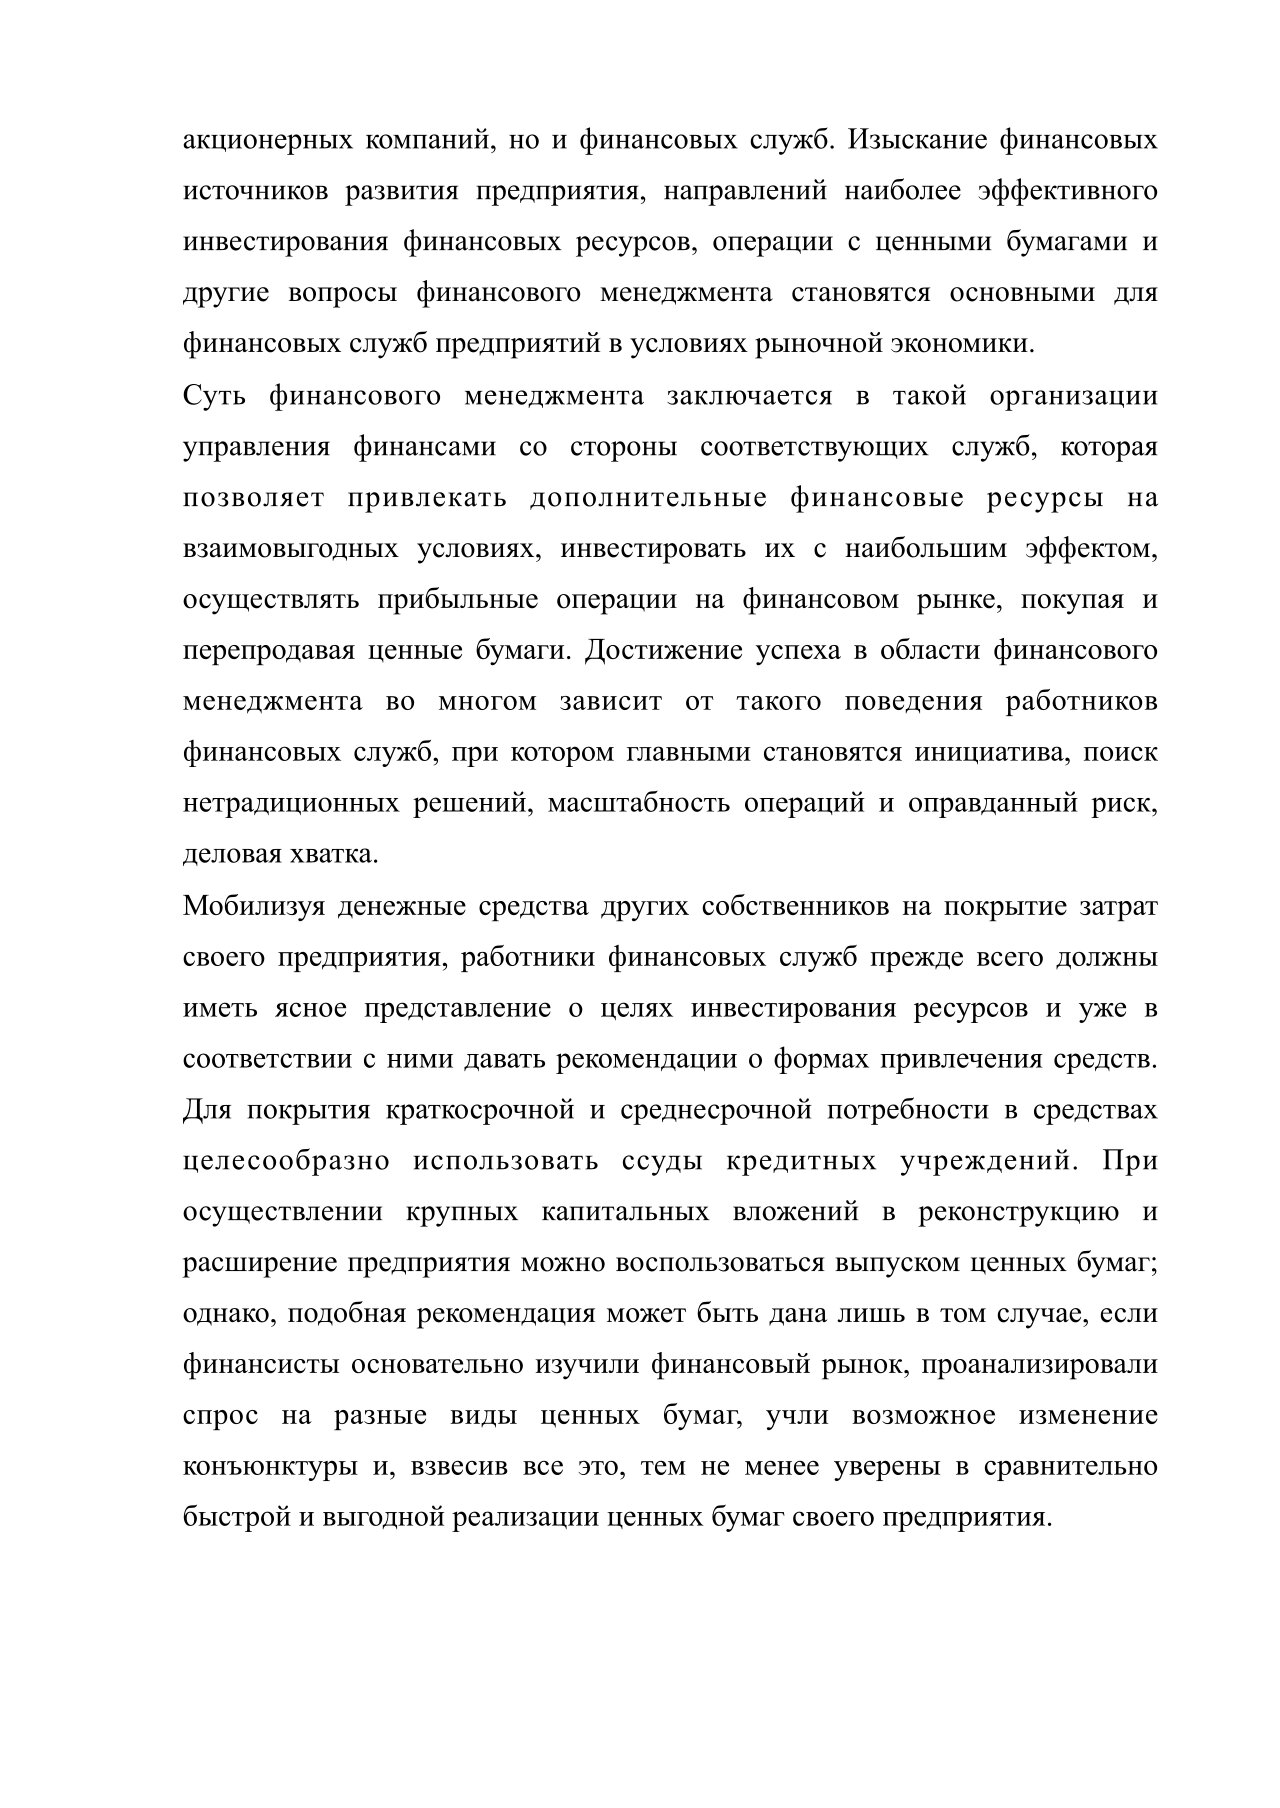 акционерных компаний, но и финансовых служб. Изыскание финансовых
источников развития предприятия, направлений наиболее эффективного
инвестирования финансовых ресурсов, операции с ценными бумагами и
другие вопросы финансового менеджмента становятся основными для
финансовых служб предприятий в условиях рыночной экономики.
Суть финансового менеджмента заключается в такой организации
управления финансами со стороны соответствующих служб, которая
позволяет привлекать дополнительные финансовые ресурсы на
взаимовыгодных условиях, инвестировать их с наибольшим эффектом,
осуществлять прибыльные операции на финансовом рынке, покупая и
перепродавая ценные бумаги. Достижение успеха в области финансового
менеджмента во многом зависит от такого поведения работников
финансовых служб, при котором главными становятся инициатива, поиск
нетрадиционных решений, масштабность операций и оправданный риск,
деловая хватка.
Мобилизуя денежные средства других собственников на покрытие затрат
своего предприятия, работники финансовых служб прежде всего должны
иметь ясное представление о целях инвестирования ресурсов и уже в
соответствии с ними давать рекомендации о формах привлечения средств.
Для покрытия краткосрочной и среднесрочной потребности в средствах
целесообразно использовать ссуды кредитных учреждений. При
осуществлении крупных капитальных вложений в реконструкцию и
расширение предприятия можно воспользоваться выпуском ценных бумаг;
однако, подобная рекомендация может быть дана лишь в том случае, если
финансисты основательно изучили финансовый рынок, проанализировали
спрос на разные виды ценных бумаг, учли возможное изменение
конъюнктуры и, взвесив все это, тем не менее уверены в сравнительно
быстрой и выгодной реализации ценных бумаг своего предприятия.